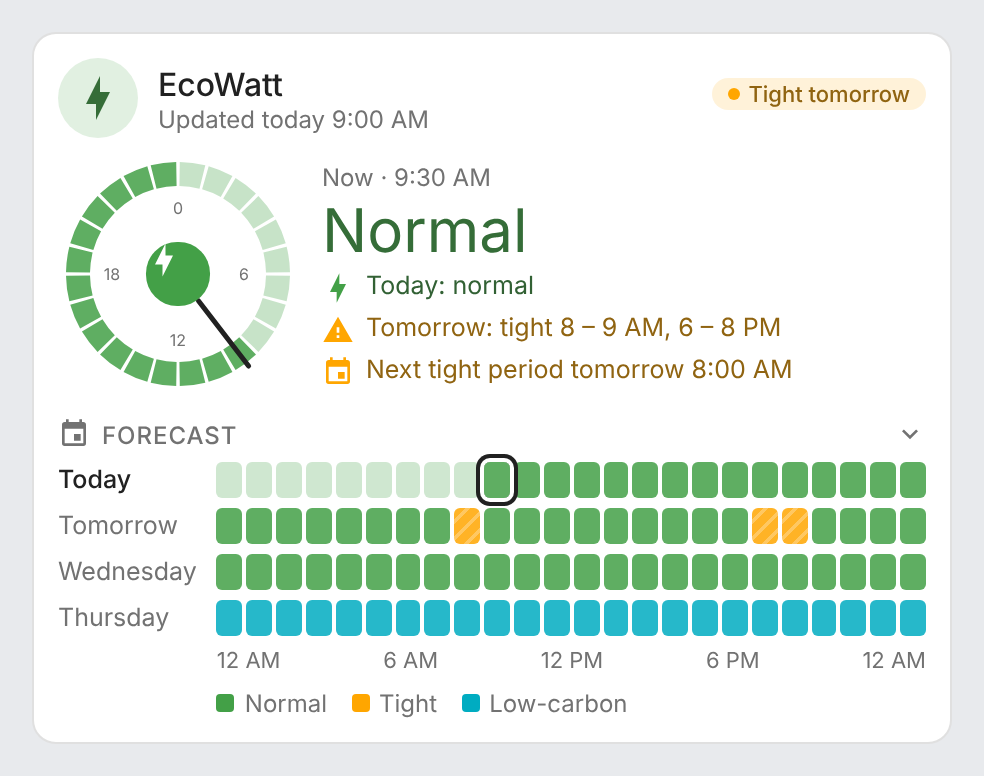 EcoWatt
Updated today 9:00 AM
Tight tomorrow
0
18
6
12
Now · 9:30 AM
Normal
Today: normal
Tomorrow: tight 8 – 9 AM, 6 – 8 PM
Next tight period tomorrow 8:00 AM
FORECAST
Today
Tomorrow
Wednesday
Thursday
12 AM 6 AM 12 PM 6 PM 12 AM
Normal Tight Low-carbon